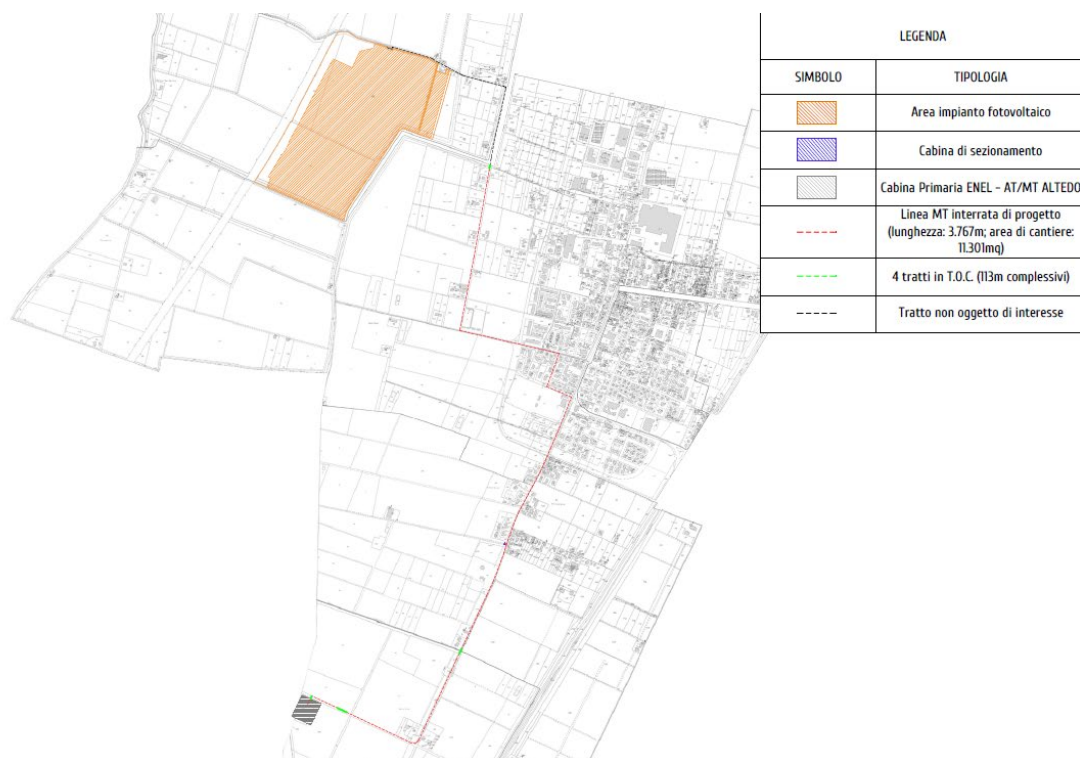 LEGENDA
SIMBOLO TIPOLOGIA
Area impianto fotovoltaico
Cabina di sezionamento
Cabina Primaria ENEL - AT/MT ALTEDO
Linea MT interrata di progetto
(lunghezza: 3.767m; area di cantiere:
11.301mq)
4 tratti in T.O.C. (113m complessivi)
Tratto non oggetto di interesse